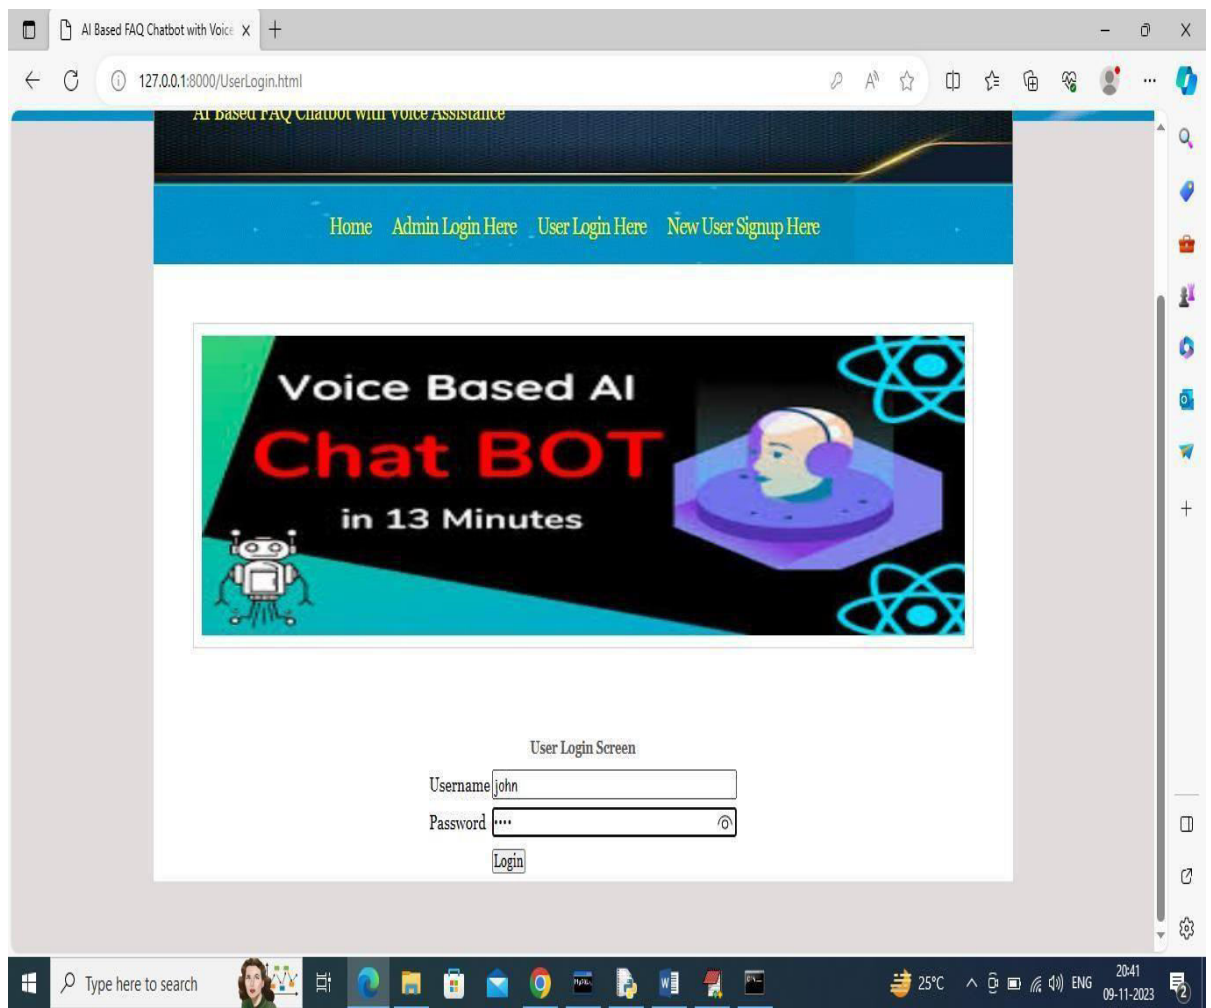 AI Based FAQ Chatbot with Voice
127.0.0.1:8000/UserLogin.html
AI Based FAQ Chatbot with Voice Assistance
Home Admin Login Here User Login Here New User Signup Here
Voice Based AI
Chat BOT
in 13 Minutes
User Login Screen
Username john
Password ····
Login
Type here to search
25°C ENG 20:41
09-11-2023 2